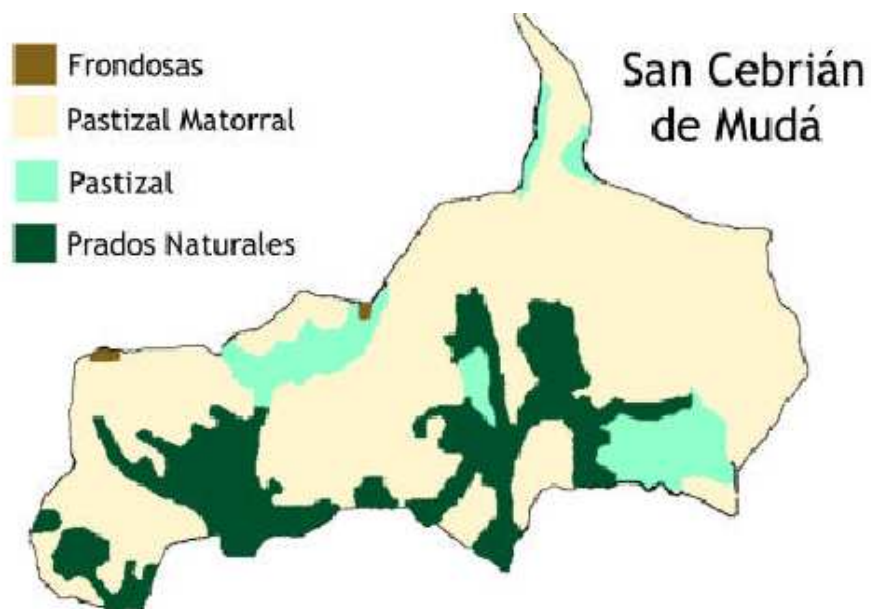 Frondosas
Pastizal Matorral
Pastizal
Prados Naturales
San Cebrián
de Mudá